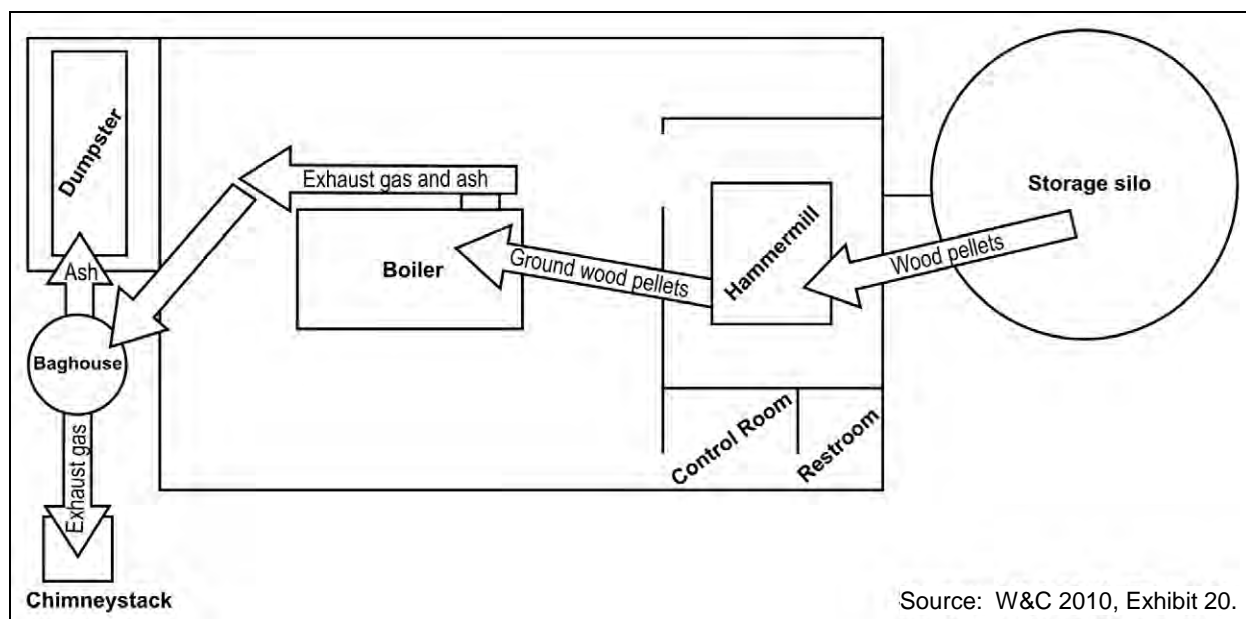 Dumpster
Exhaust gas and ash
Storage silo
Wood pellets
Hammermill
Ground wood pellets
Boiler
Ash
Baghouse
Exhaust gas
Control Room
Restroom
Chimneystack
Source: W&C 2010, Exhibit 20.